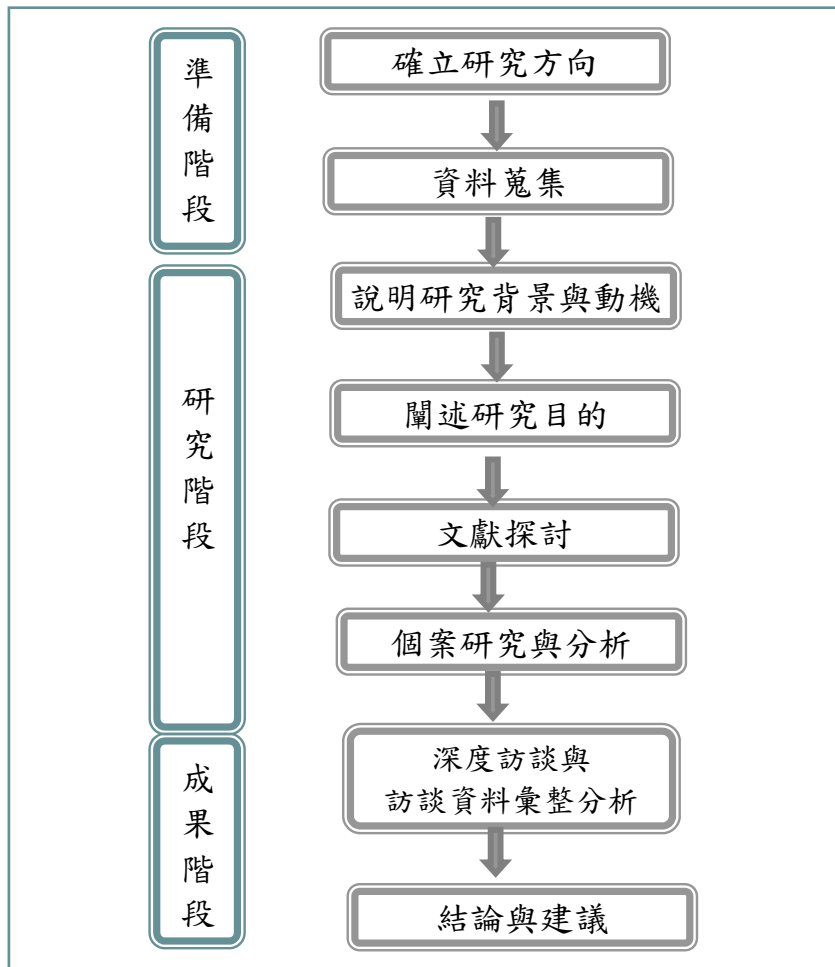 準備階段
確立研究方向
資料蒐集
研究階段
說明研究背景與動機
闡述研究目的
文獻探討
個案研究與分析
成果階段
深度訪談與
訪談資料彙整分析
結論與建議